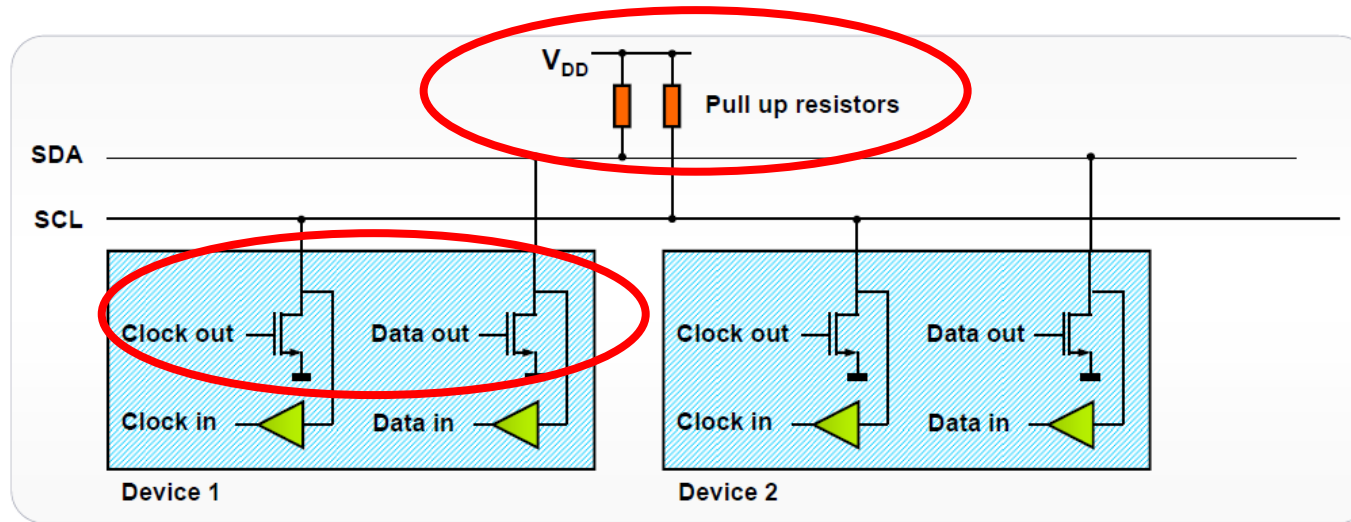 VDD
Pull up resistors
SDA
SCL
Clock out
Data out
Clock out
Data out
Clock in
Data in
Clock in
Data in
Device 1
Device 2